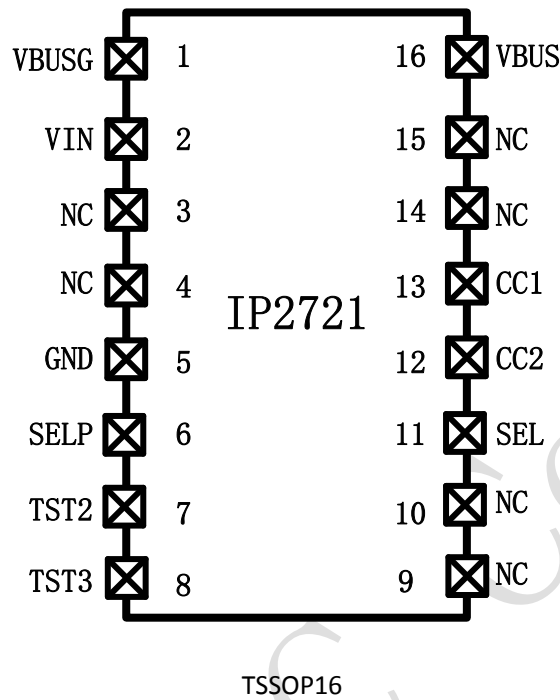 VBUSG 1 16 VBUS
VIN 2 15 NC
NC 3 14 NC
NC 4 13 CC1
IP2721
GND 5 12 CC2
SELP 6 11 SEL
TST2 7 10 NC
TST3 8 9 NC
TSSOP16